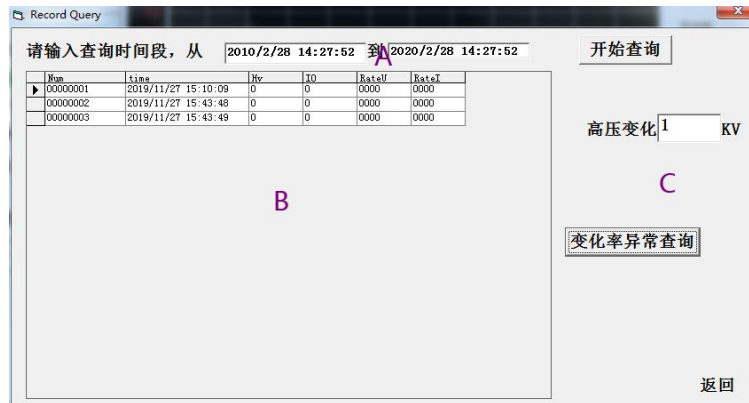 Record Query
请输入查询时间段，从 2010/2/28 14:27:52 到 2020/2/28 14:27:52 开始查询
A
Num time Hv IO RateU RateI
00000001 2019/11/27 15:10:09 0 0 0000 0000
00000002 2019/11/27 15:43:48 0 0 0000 0000
00000003 2019/11/27 15:43:49 0 0 0000 0000
高压变化 1 KV
B
C
变化率异常查询
返回